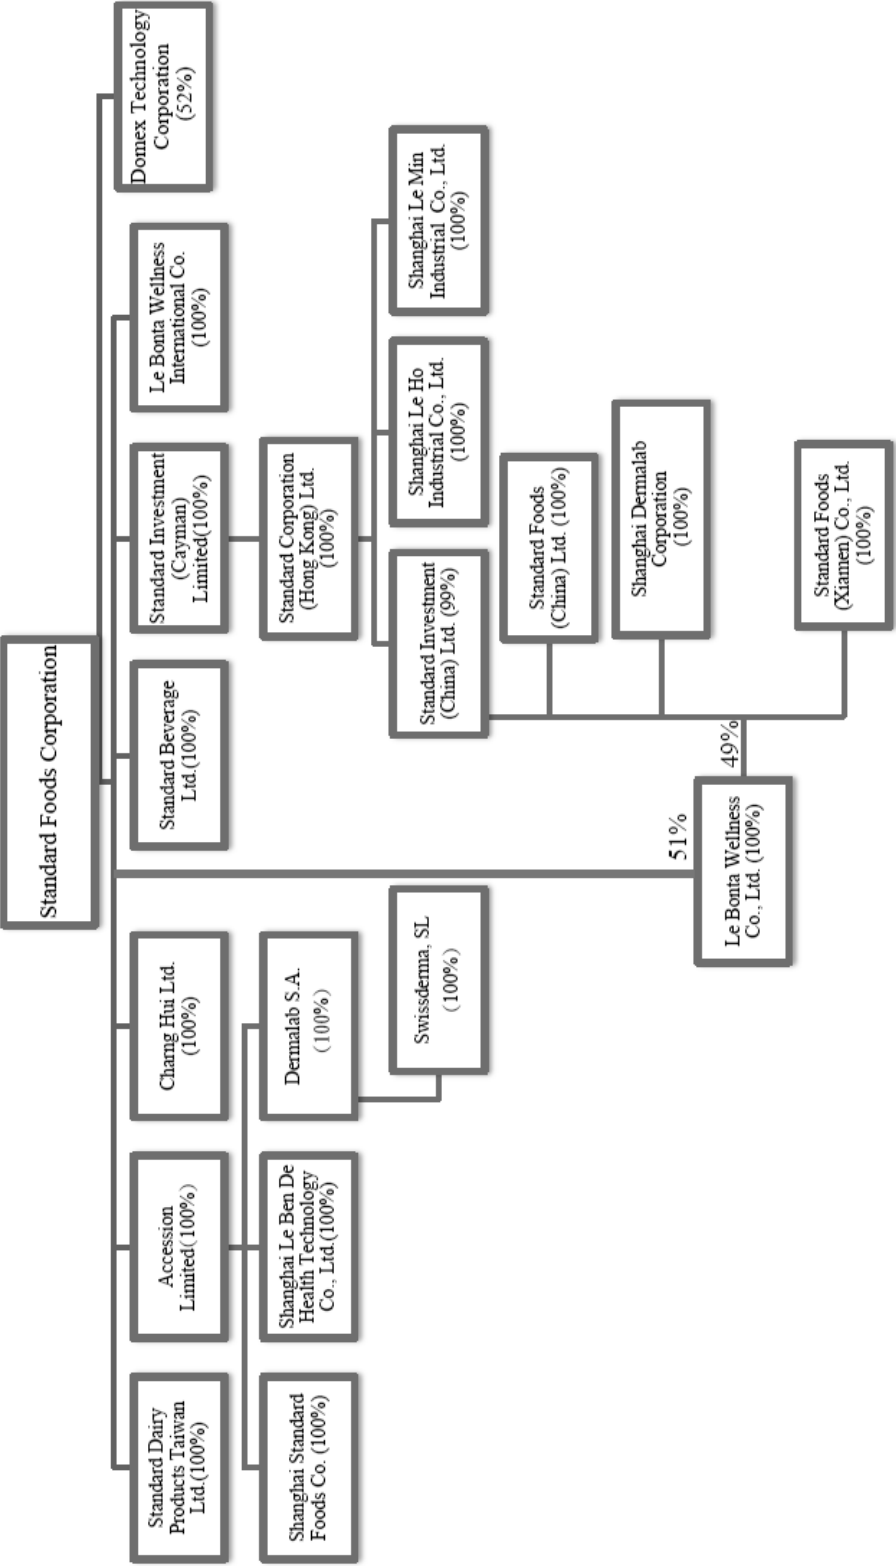 Standard Foods Corporation
Standard Dairy
Products Taiwan
Ltd.(100%)
Accession
Limited(100%)
Charng Hui Ltd.
(100%)
Standard Beverage
Ltd.(100%)
Standard Investment
(Cayman)
Limited(100%)
Le Bonta Wellness
International Co.
(100%)
Domex Technology
Corporation
(52%)
Shanghai Standard
Foods Co. (100%)
Shanghai Le Ben De
Health Technology
Co., Ltd.(100%)
Dermalab S.A.
(100%)
Standard Corporation
(Hong Kong) Ltd.
(100%)
Swissderma, SL
(100%)
Standard Investment
(China) Ltd. (99%)
Shanghai Le Ho
Industrial Co., Ltd.
(100%)
Shanghai Le Min
Industrial Co., Ltd.
(100%)
Standard Foods
(China) Ltd. (100%)
Shanghai Dermalab
Corporation
(100%)
51%
49%
Le Bonta Wellness
Co., Ltd. (100%)
Standard Foods
(Xiamen) Co., Ltd.
(100%)